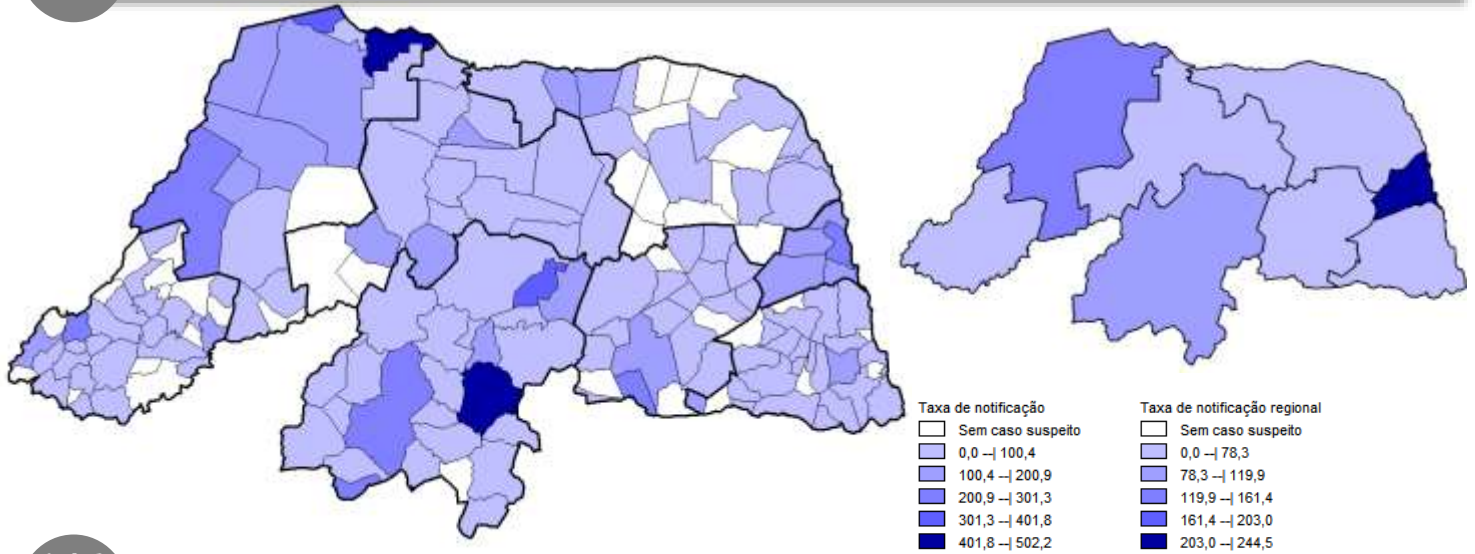 Taxa de notificação
Sem caso suspeito
0,0 --| 100,4
100,4 --| 200,9
200,9 --| 301,3
301,3 --| 401,8
401,8 --| 502,2
Taxa de notificação regional
Sem caso suspeito
0,0 --| 78,3
78,3 --| 119,9
119,9 --| 161,4
161,4 --| 203,0
203,0 --| 244,5